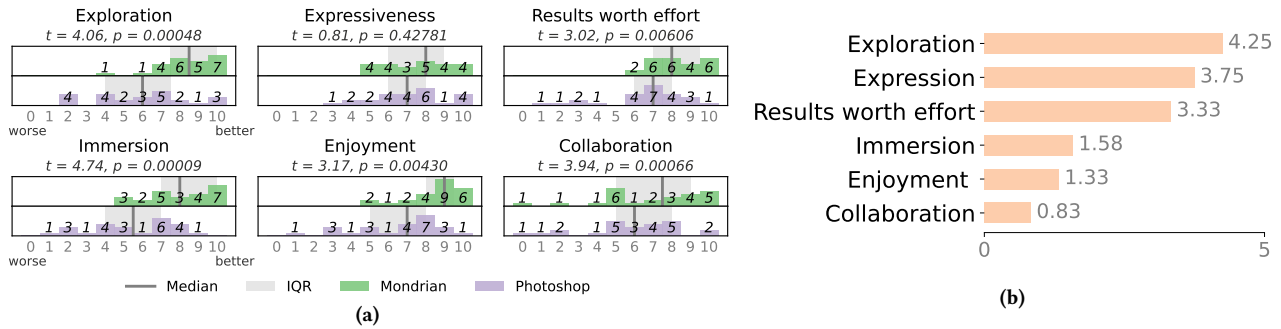 Exploration
t = 4.06, p = 0.00048
1 1 4 6 5 7
4 4 2 3 5 2 1 3
0 1 2 3 4 5 6 7 8 9 10
worse better
Expressiveness
t = 0.81, p = 0.42781
4 4 3 5 4 4
1 2 2 4 4 6 1 4
0 1 2 3 4 5 6 7 8 9 10
Results worth effort
t = 3.02, p = 0.00606
2 6 6 4 6
1 1 2 1 4 7 4 3 1
0 1 2 3 4 5 6 7 8 9 10
Immersion
t = 4.74, p = 0.00009
3 2 5 3 4 7
1 3 1 4 3 1 6 4 1
0 1 2 3 4 5 6 7 8 9 10
worse better
Enjoyment
t = 3.17, p = 0.00430
2 1 2 4 9 6
1 3 1 3 1 4 7 3 1
0 1 2 3 4 5 6 7 8 9 10
Collaboration
t = 3.94, p = 0.00066
1 1 1 6 1 2 3 4 5
1 1 2 1 5 3 4 5 2
0 1 2 3 4 5 6 7 8 9 10
Median IQR Mondrian Photoshop
(a)
Exploration 4.25
Expression 3.75
Results worth effort 3.33
Immersion 1.58
Enjoyment 1.33
Collaboration 0.83
0 5
(b)